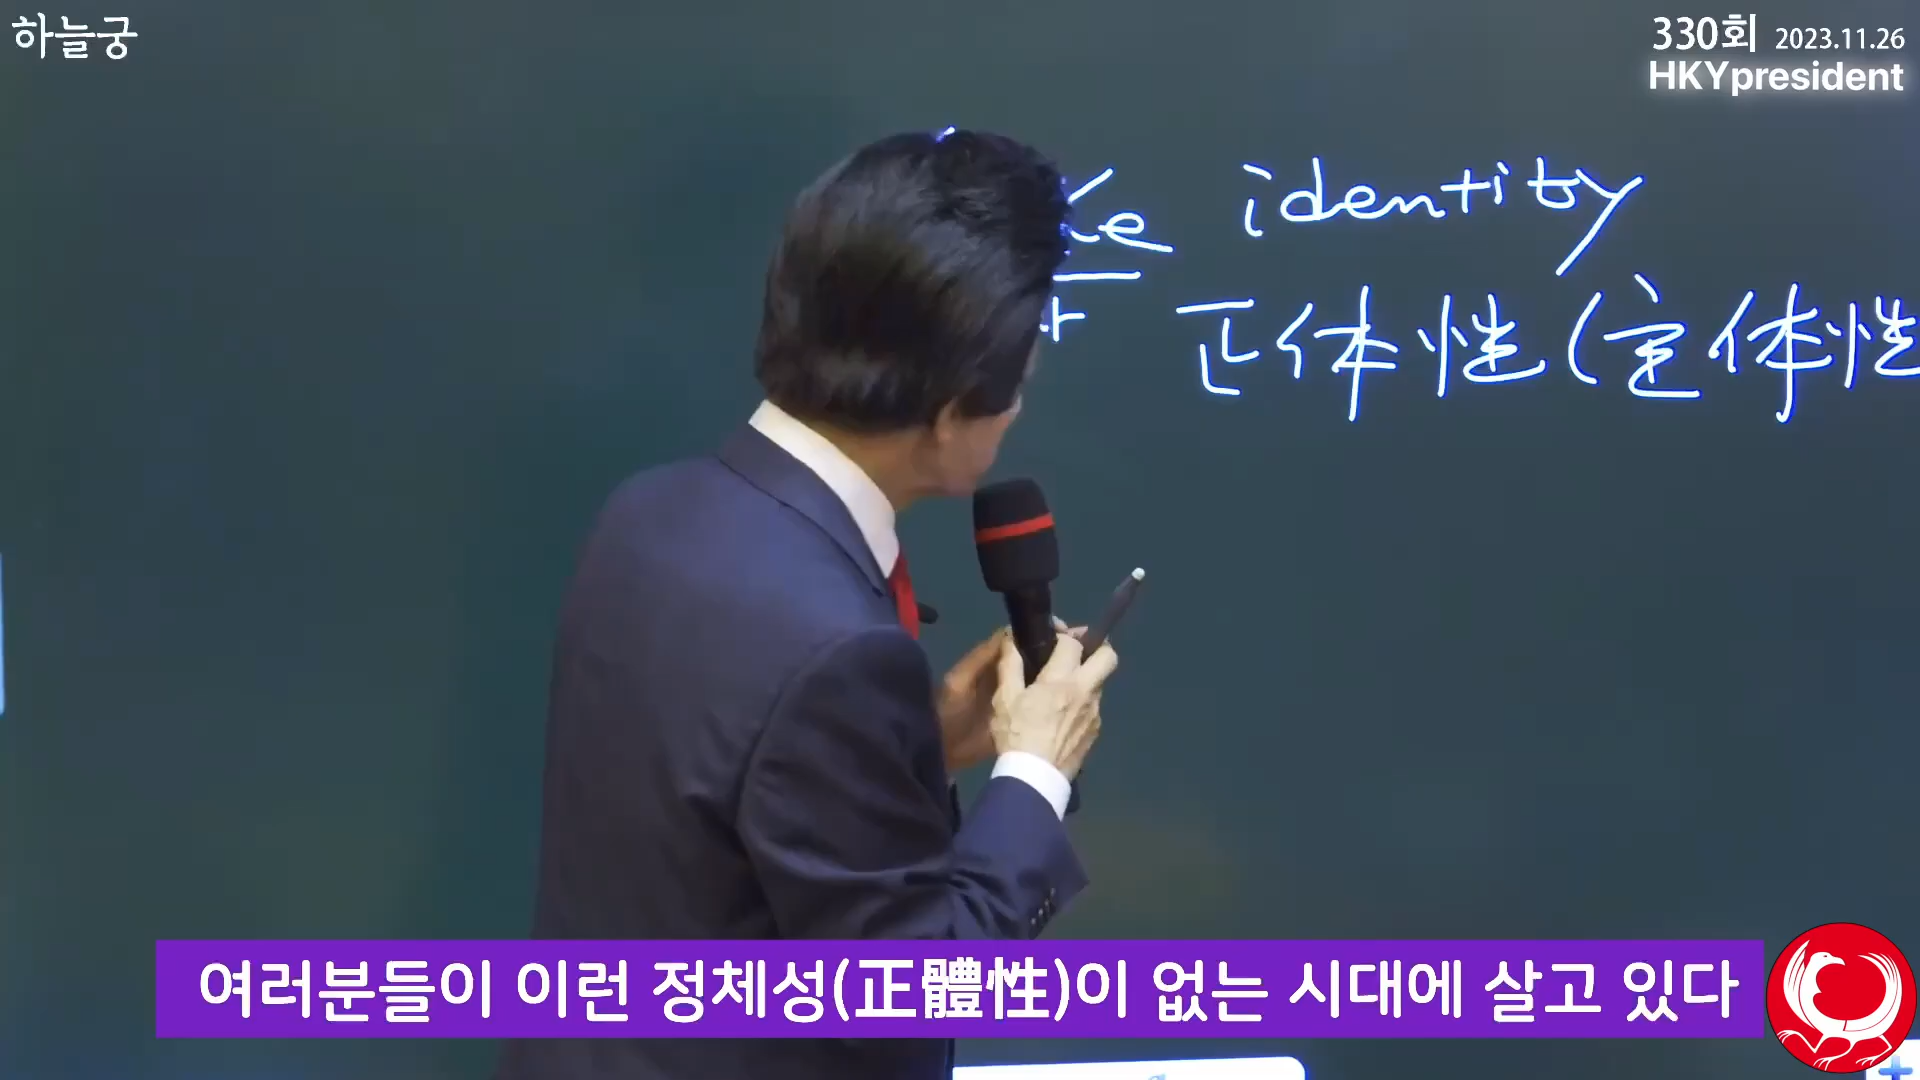 하늘궁
330회 2023.11.26
HKYpresident
identity
正体性(定体性
여러분들이 이런 정체성(正體性)이 없는 시대에 살고 있다